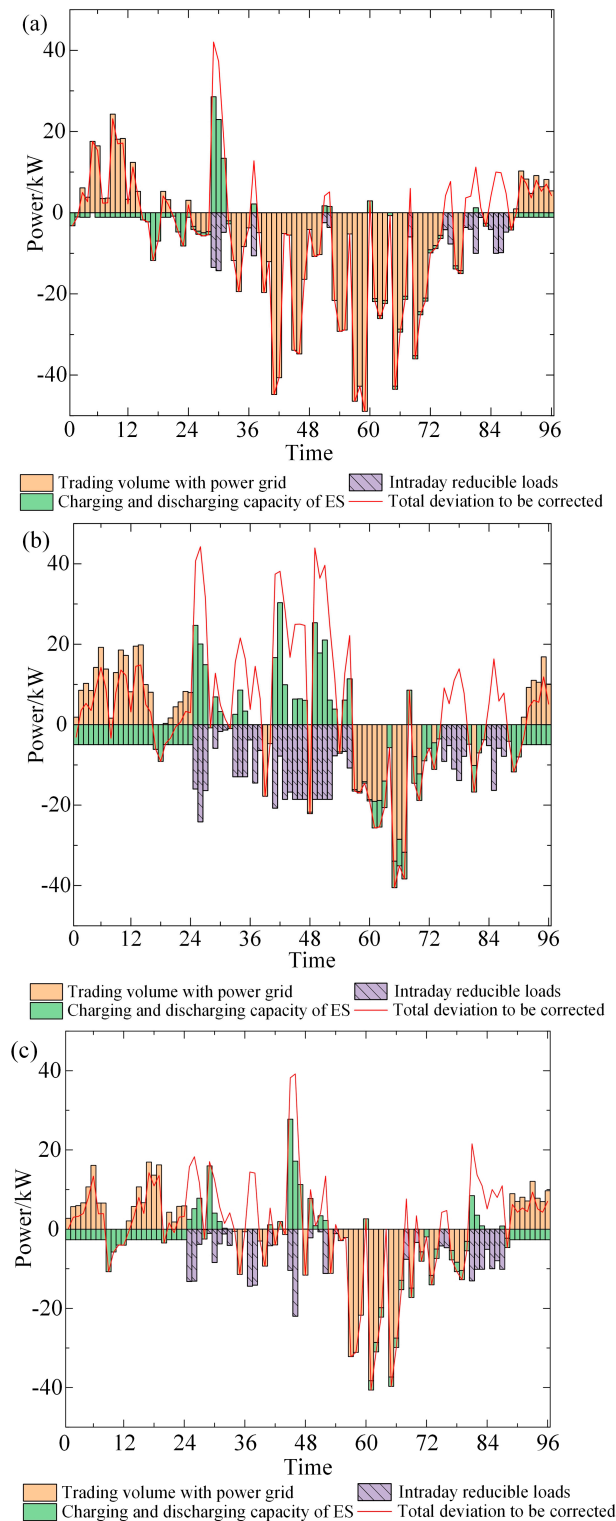 (a)
40
20
0
-20
-40
Power/kW
0 12 24 36 48 60 72 84 96
Time
Trading volume with power grid Intraday reducible loads
Charging and discharging capacity of ES Total deviation to be corrected
(b)
40
20
0
-20
-40
Power/kW
0 12 24 36 48 60 72 84 96
Time
Trading volume with power grid Intraday reducible loads
Charging and discharging capacity of ES Total deviation to be corrected
(c)
40
20
0
-20
-40
Power/kW
0 12 24 36 48 60 72 84 96
Time
Trading volume with power grid Intraday reducible loads
Charging and discharging capacity of ES Total deviation to be corrected